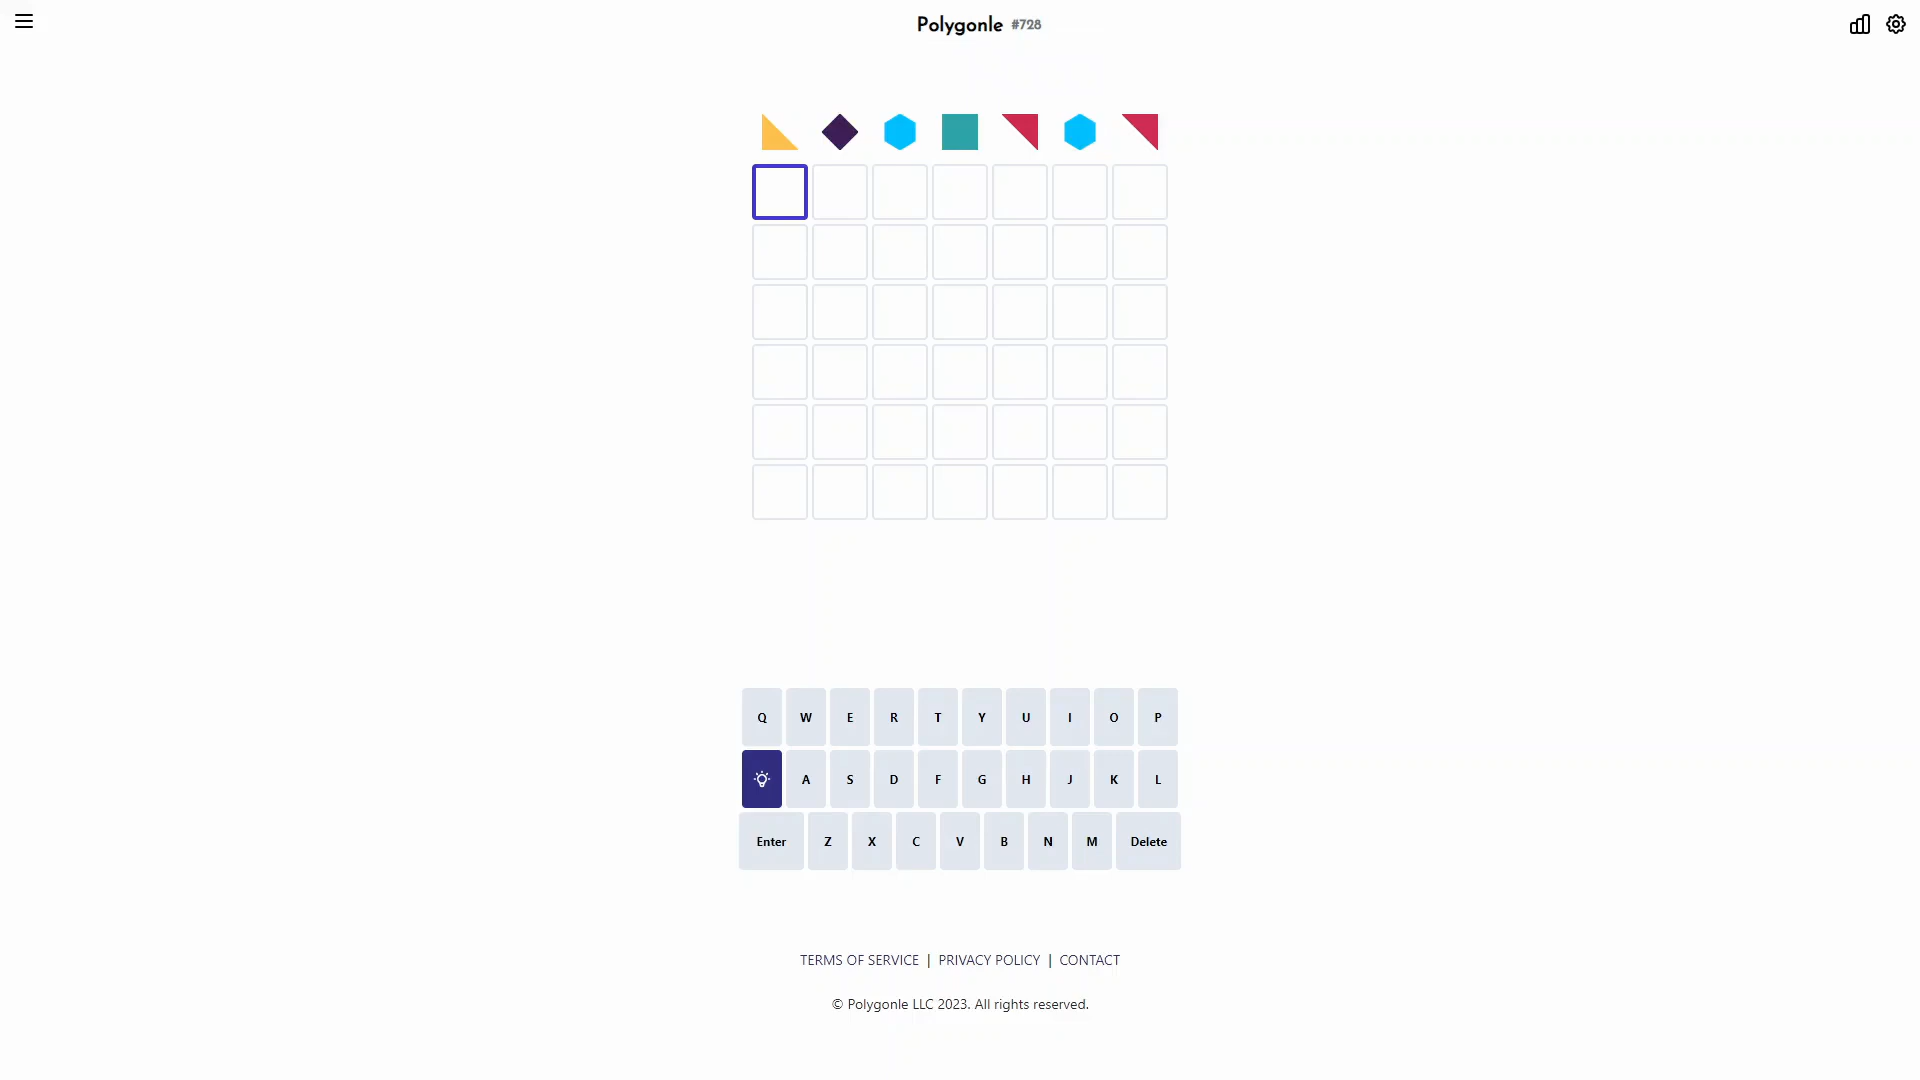 Polygonle #728
Q W E R T Y U I O P
A S D F G H J K L
Enter Z X C V B N M Delete
TERMS OF SERVICE | PRIVACY POLICY | CONTACT
© Polygonle LLC 2023. All rights reserved.